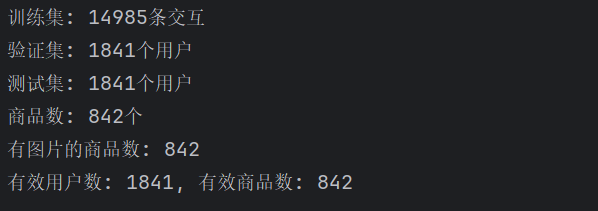 训练集: 14985条交互
验证集: 1841个用户
测试集: 1841个用户
商品数: 842个
有图片的商品数: 842
有效用户数: 1841, 有效商品数: 842